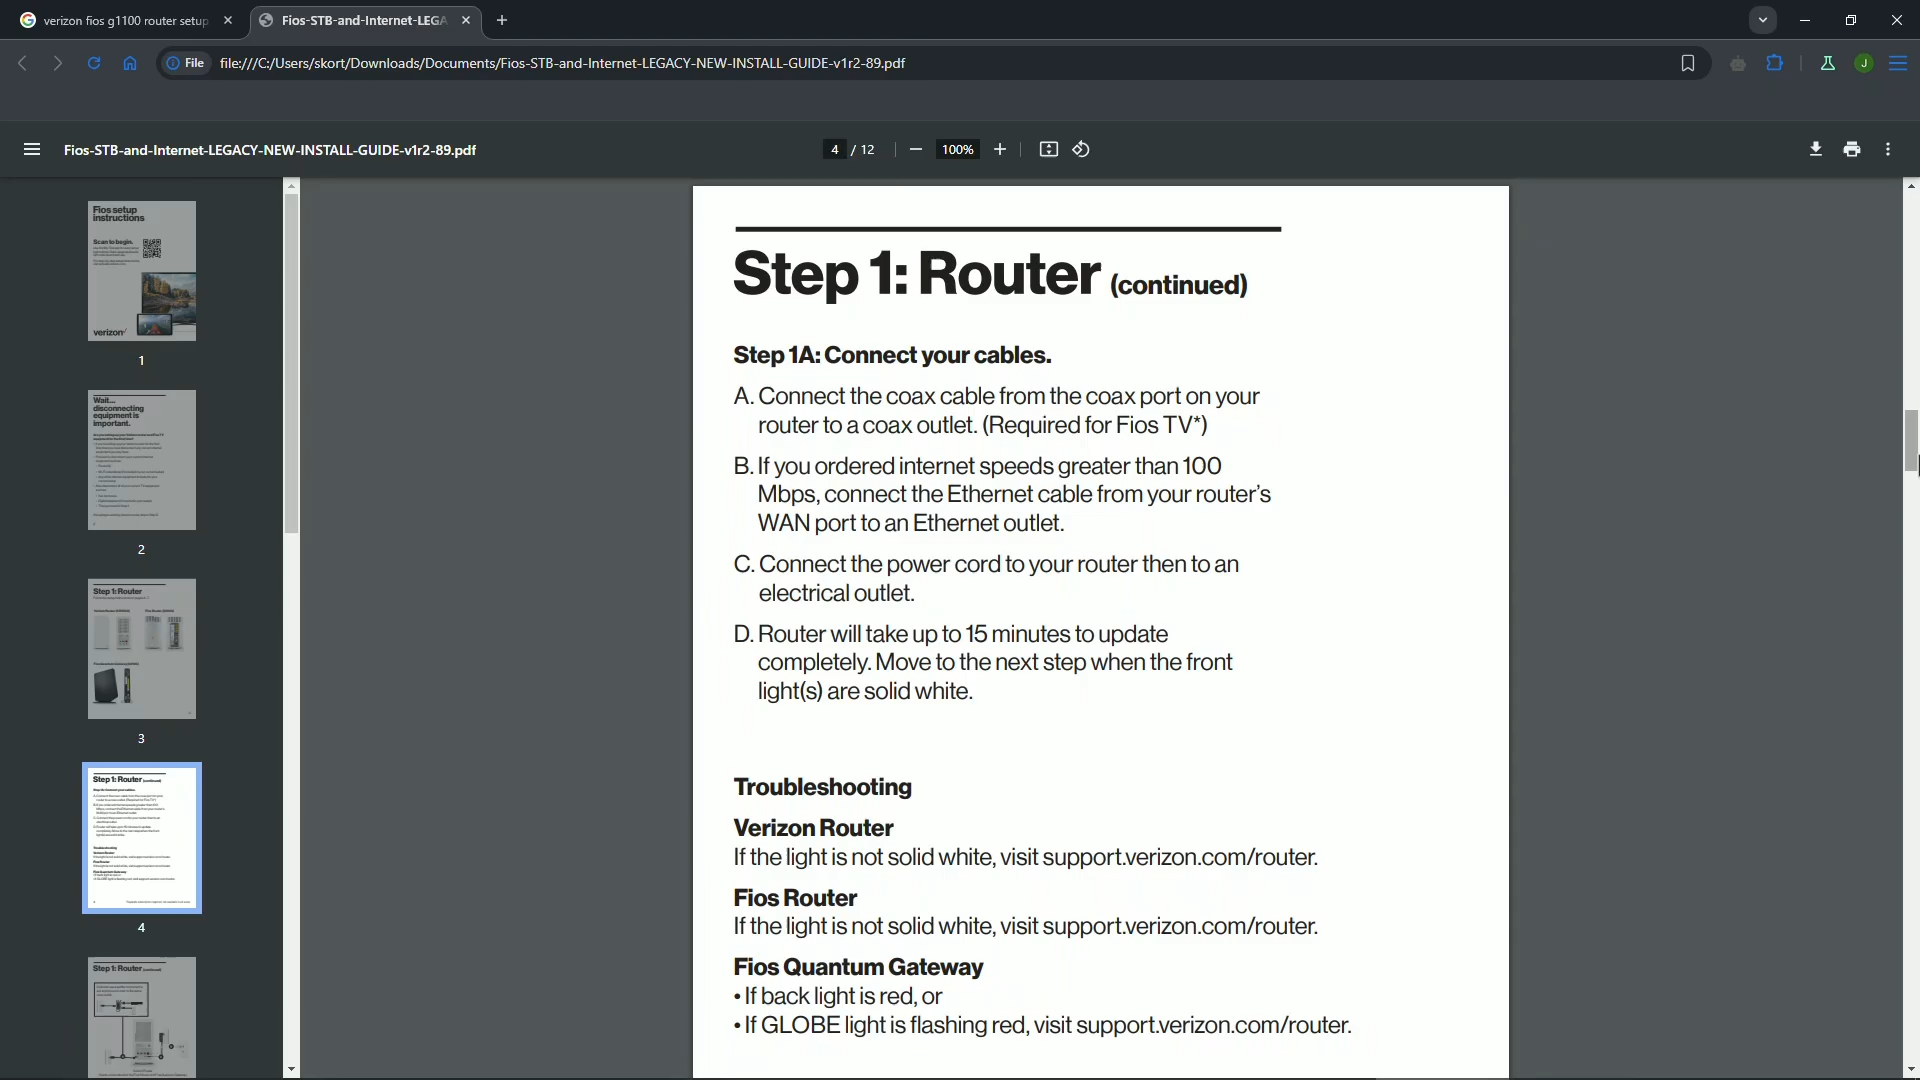 verizon fios g1100 router setup
Fios-STB-and-Internet-LEGA
File
file:///C:/Users/skort/Downloads/Documents/Fios-STB-and-Internet-LEGACY-NEW-INSTALL-GUIDE-v1r2-89.pdf
J
Fios-STB-and-Internet-LEGACY-NEW-INSTALL-GUIDE-v1r2-89.pdf
4 / 12
100%
Fios setup
instructions
Scan to begin.
verizon
1
Wait...
disconnecting
equipment is
important.
2
Step 1: Router
3
Step 1: Router (continued)
Troubleshooting
4
Step 1: Router (continued)
Step 1: Router (continued)
Step 1A: Connect your cables.
A. Connect the coax cable from the coax port on your
router to a coax outlet. (Required for Fios TV*)
B. If you ordered internet speeds greater than 100
Mbps, connect the Ethernet cable from your router's
WAN port to an Ethernet outlet.
C. Connect the power cord to your router then to an
electrical outlet.
D. Router will take up to 15 minutes to update
completely. Move to the next step when the front
light(s) are solid white.
Troubleshooting
Verizon Router
If the light is not solid white, visit support.verizon.com/router.
Fios Router
If the light is not solid white, visit support.verizon.com/router.
Fios Quantum Gateway
• If back light is red, or
• If GLOBE light is flashing red, visit support.verizon.com/router.